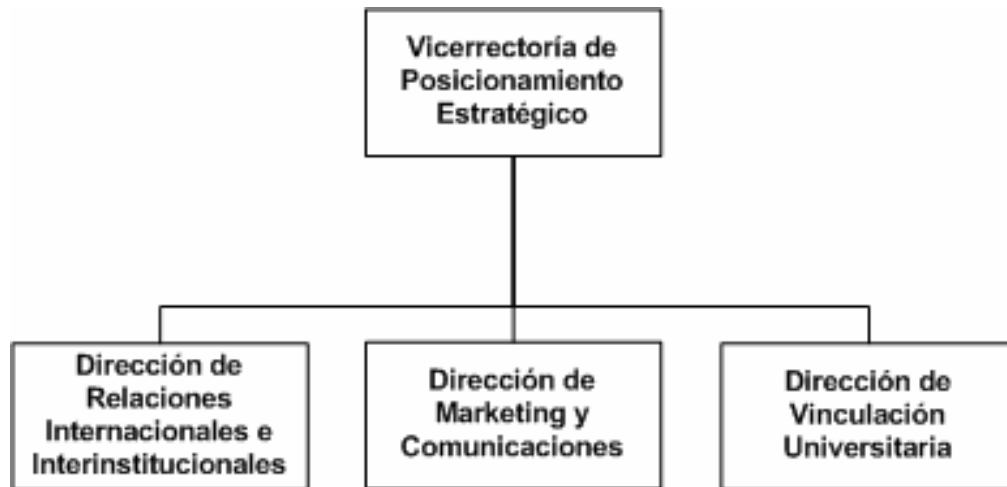 Vicerrectoría de
Posicionamiento
Estratégico
Dirección de
Relaciones
Internacionales e
Interinstitucionales
Dirección de
Marketing y
Comunicaciones
Dirección de
Vinculación
Universitaria